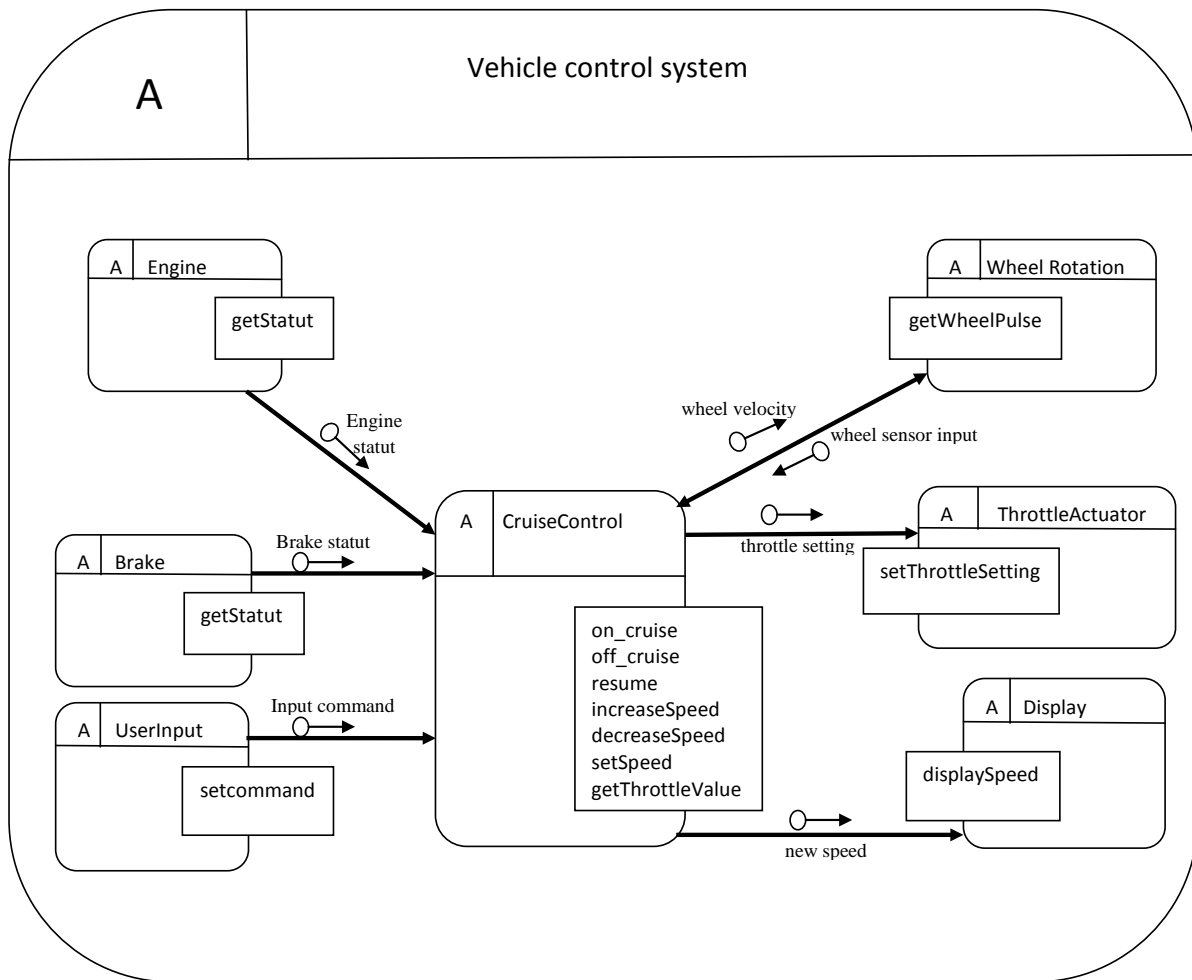 A
Vehicle control system
A
Engine
getStatut
A
Wheel Rotation
getWheelPulse
Engine
statut
wheel velocity
wheel sensor input
A
CruiseControl
on_cruise
off_cruise
resume
increaseSpeed
decreaseSpeed
setSpeed
getThrottleValue
A
ThrottleActuator
setThrottleSetting
throttle setting
A
Brake
getStatut
Brake statut
A
UserInput
setcommand
Input command
A
Display
displaySpeed
new speed